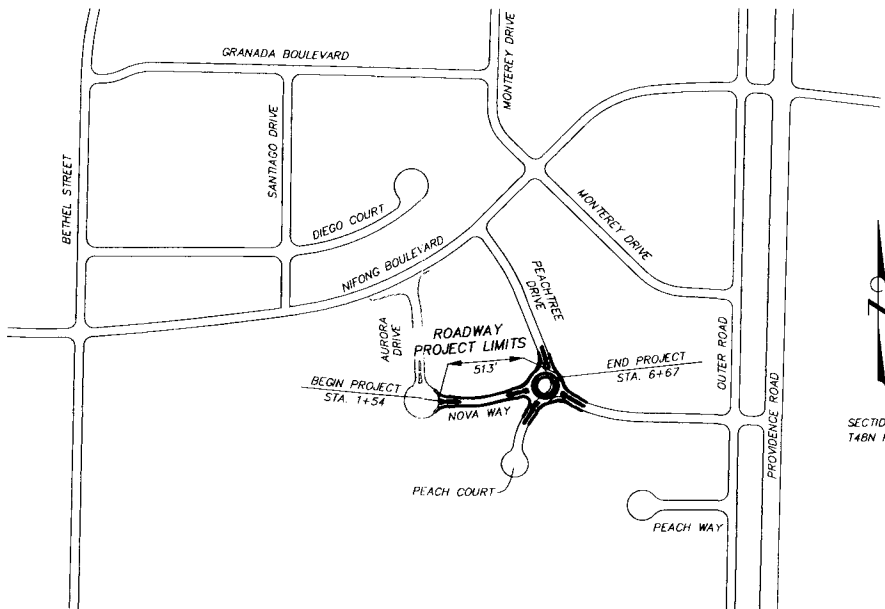 GRANADA BOULEVARD
MONTEREY DRIVE
PROVIDENCE ROAD
OUTER ROAD
BETHEL STREET
SANTIAGO DRIVE
DIEGO COURT
MONTEREY DRIVE
NIFONG BOULEVARD
PEACHTREE
DRIVE
AURORA
DRIVE
ROADWAY
PROJECT LIMITS
513'
END PROJECT
STA. 6+67
BEGIN PROJECT
STA. 1+54
NOVA WAY
PEACH COURT
PEACH WAY
T48N